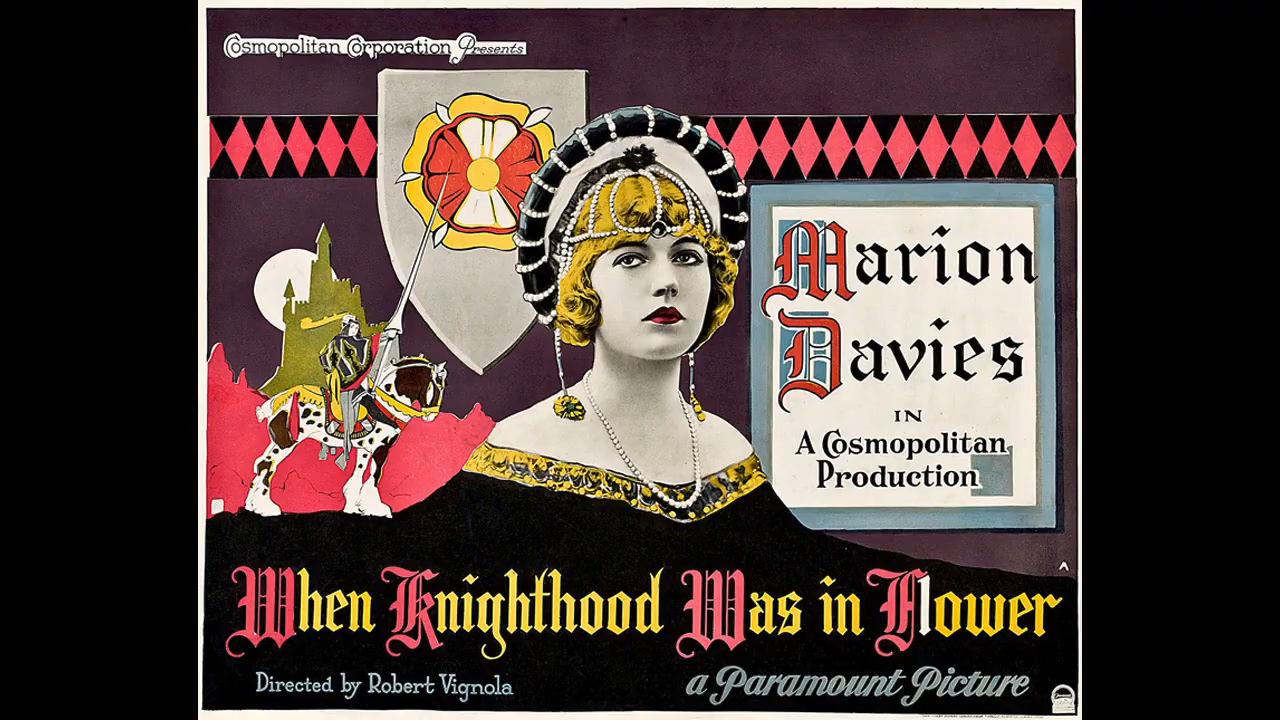 Cosmopolitan Corporation Presents
Marion
Davies
IN
A Cosmopolitan
Production
When Knighthood Was in Flower
Directed by Robert Vignola
a Paramount Picture